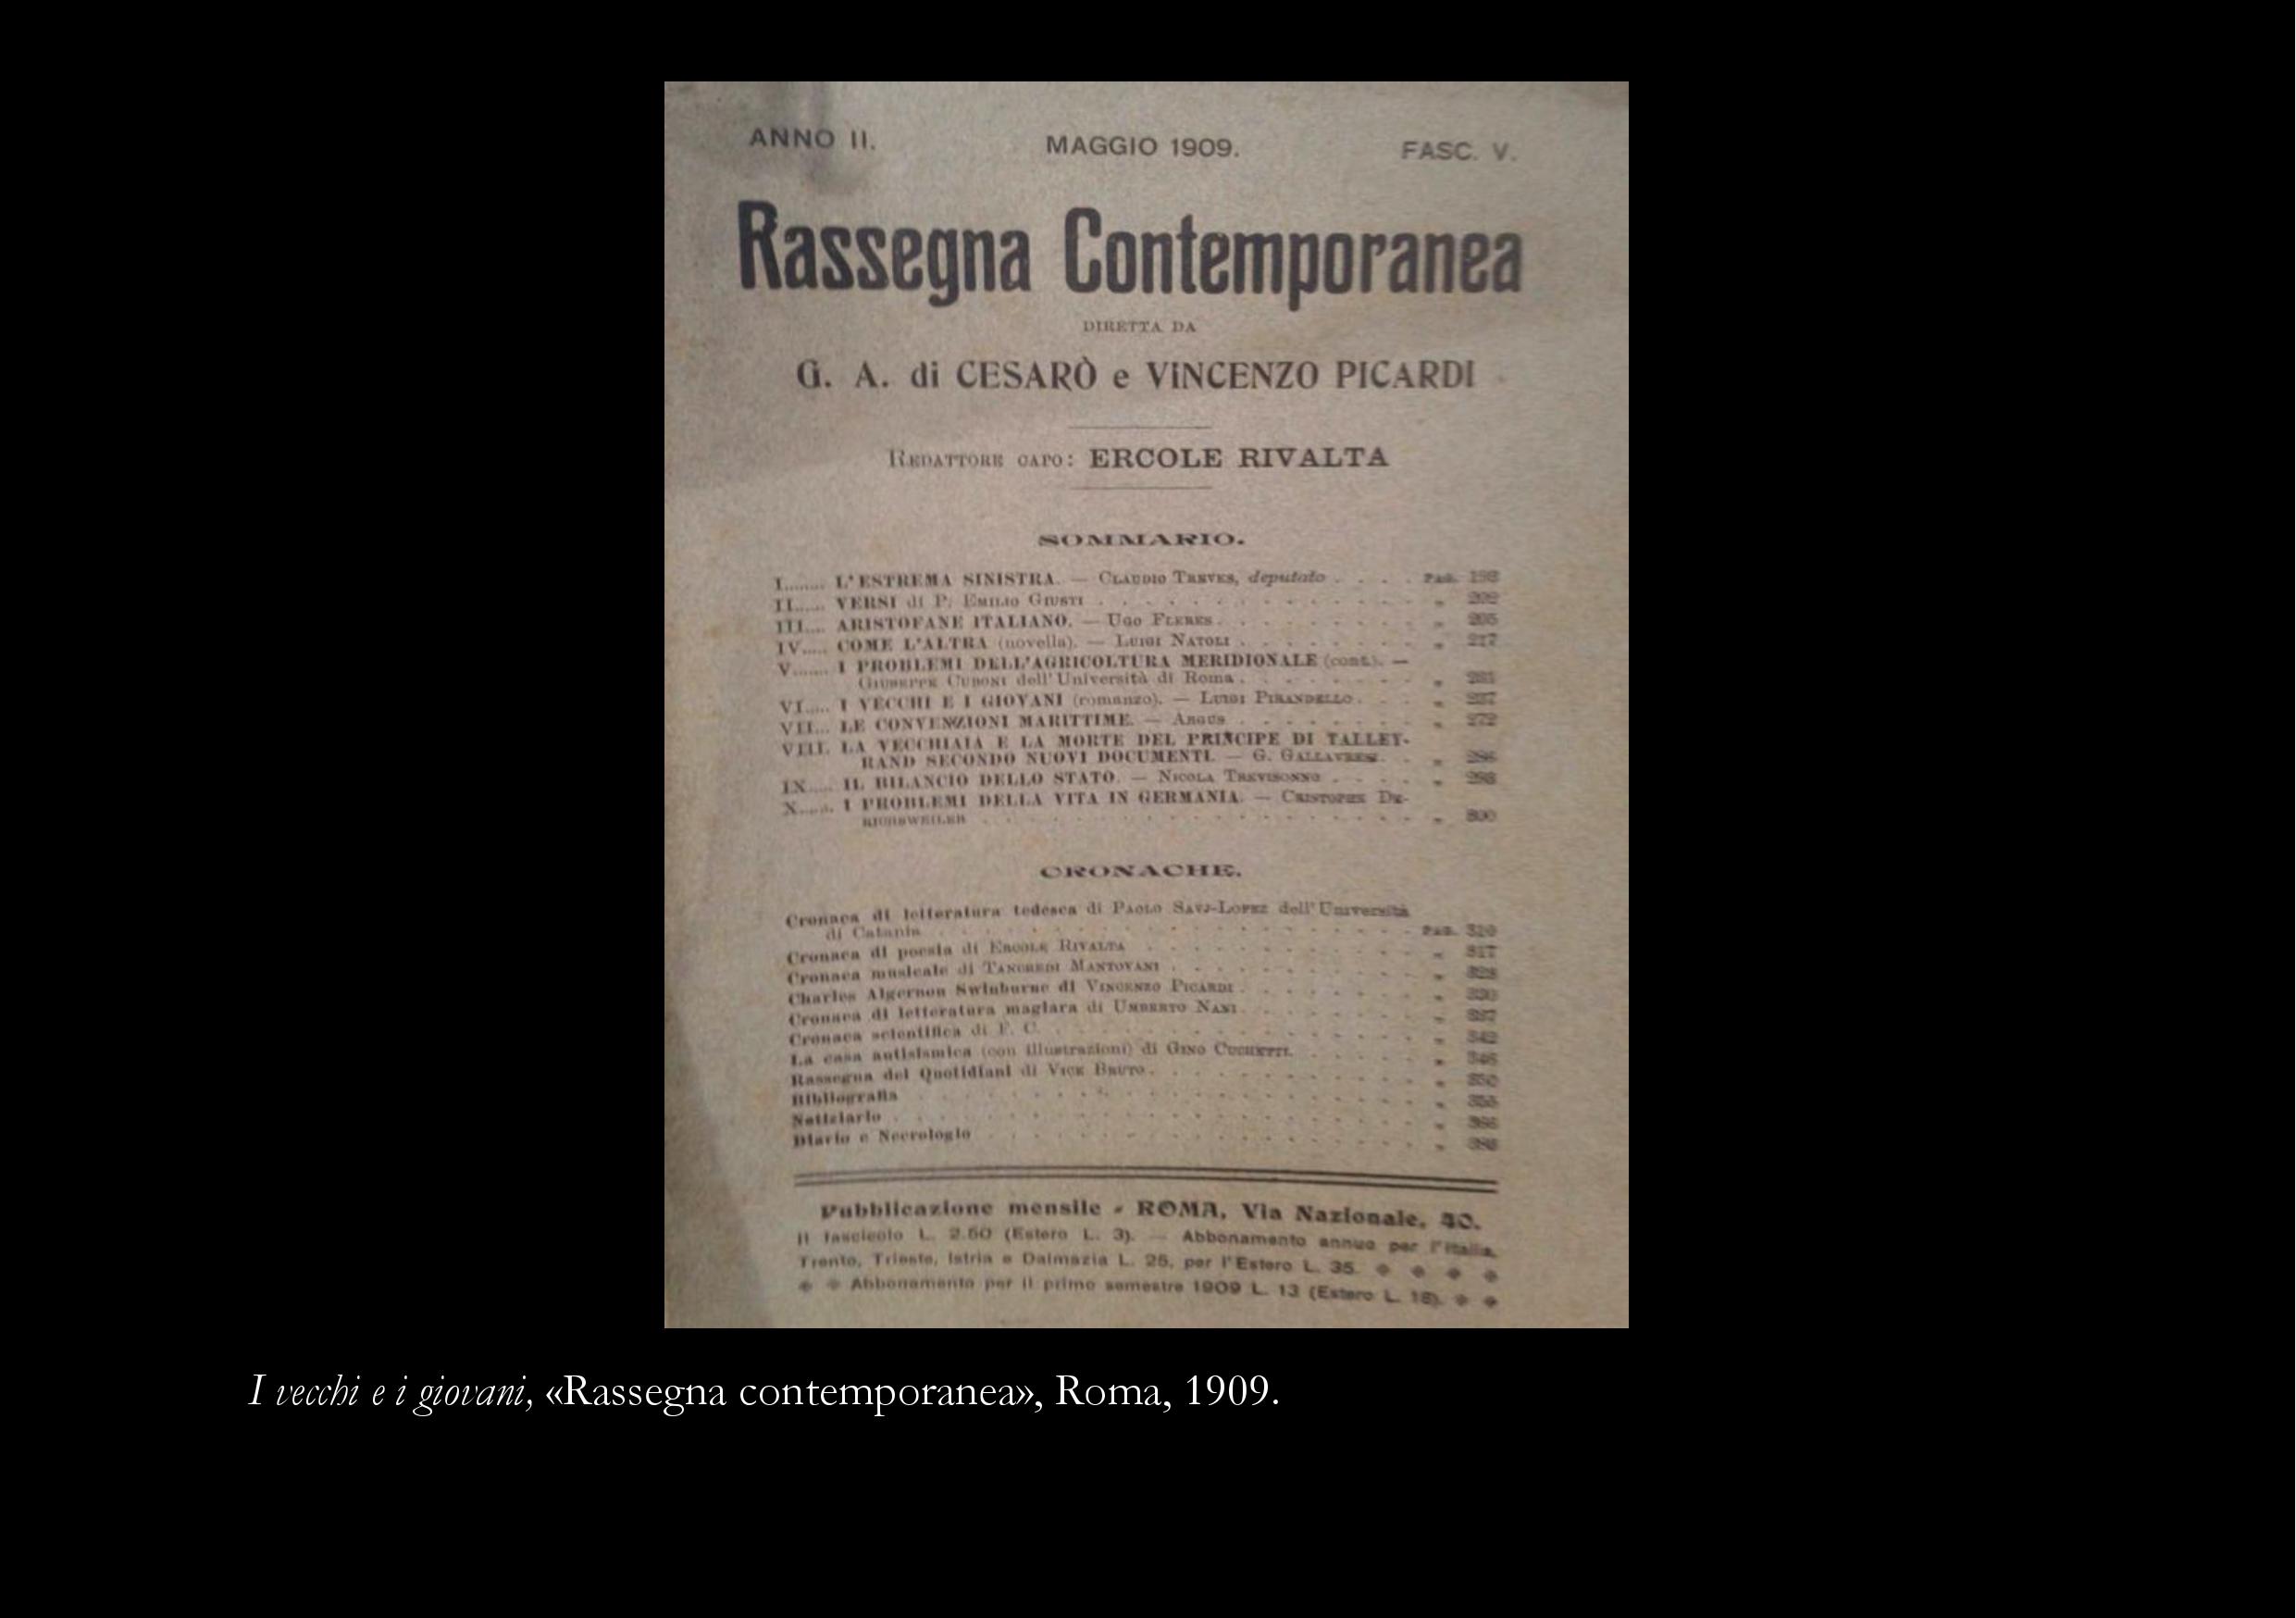 ANNO II. MAGGIO 1909. FASC. V.
Rassegna Contemporanea
DIRETTA DA
G. A. di CESARÒ e VINCENZO PICARDI
REDATTORE CAPO: ERCOLE RIVALTA
SOMMARIO.
I........ L'ESTREMA SINISTRA. — CLAUDIO TREVES, deputato . . . . PAG.
II...... VERSI di P. EMILIO GIUSTI
III.... ARISTOFANE ITALIANO. — UGO FLERES.
IV..... COME L'ALTRA (novella). — LUIGI NATOLI . 217
V....... I PROBLEMI DELL'AGRICOLTURA MERIDIONALE (cont.). —
GIUSEPPE CUBONI dell'Università di Roma.
VI..... I VECCHI E I GIOVANI (romanzo). — LUIGI PIRANDELLO.
VII... LE CONVENZIONI MARITTIME. — ARGUS
VIII. LA VECCHIAIA E LA MORTE DEL PRINCIPE DI TALLEY-
RAND SECONDO NUOVI DOCUMENTI. — G. GALLAVRESI.
IX..... IL BILANCIO DELLO STATO. — NICOLA TREVISONNO
X...... I PROBLEMI DELLA VITA IN GERMANIA. —
300
CRONACHE.
Cronaca di letteratura tedesca di PAOLO SAVJ-LOPEZ dell'Università
di Catania PAG. 310
Cronaca di poesia di ERCOLE RIVALTA 317
Cronaca musicale di TANCREDI MANTOVANI
Charles Algernon Swinburne di VINCENZO PICARDI
Cronaca di letteratura magiara di UMBERTO NANI
Cronaca scientifica di
La casa antisismica (con illustrazioni) di GINO CUCHETTI.
Rassegna dei Quotidiani di VICE BRUTO.
Bibliografia
Notiziario
Diario e Necrologio
Pubblicazione mensile - ROMA, Via Nazionale,
Il fascicolo L. 2.50 (Estero L. 3). — Abbonamento annuo per l'Italia,
Trento, Trieste, Istria e Dalmazia L. 25, per l'Estero L. 35.
Abbonamento per il primo semestre 1909 L. 13 (Estero L. 18).
I vecchi e i giovani, «Rassegna contemporanea», Roma, 1909.